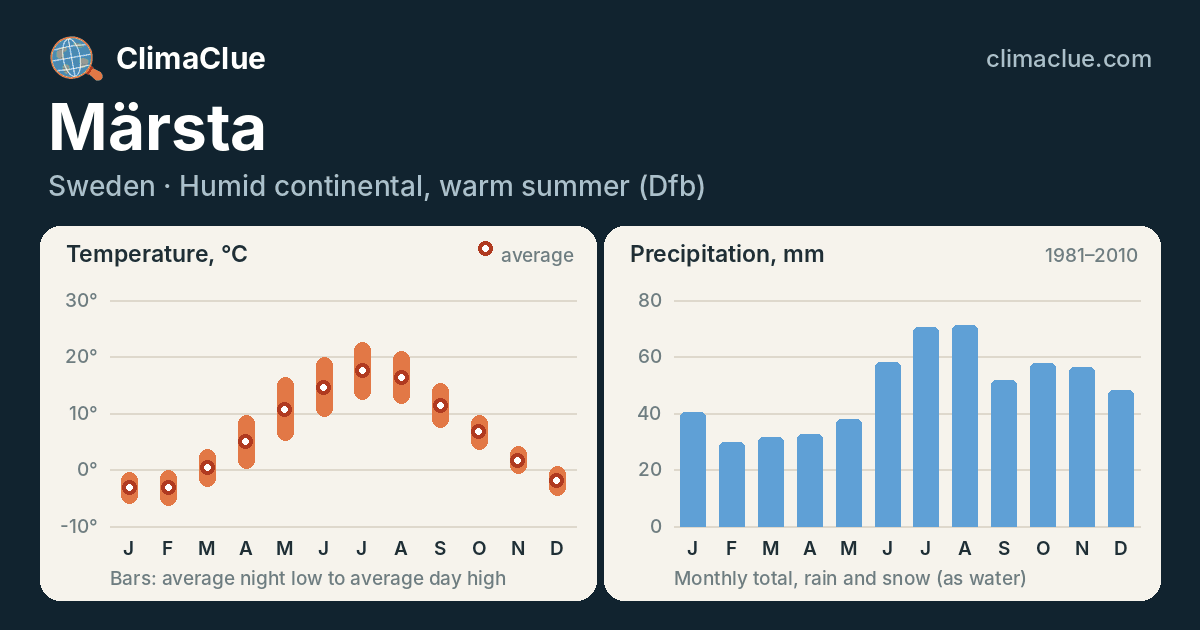 ClimaClue
climaclue.com
Märsta
Sweden · Humid continental, warm summer (Dfb)
Temperature, °C
average
30°
20°
10°
0°
-10°
J F M A M J J A S O N D
Bars: average night low to average day high
Precipitation, mm
1981–2010
80
60
40
20
0
J F M A M J J A S O N D
Monthly total, rain and snow (as water)